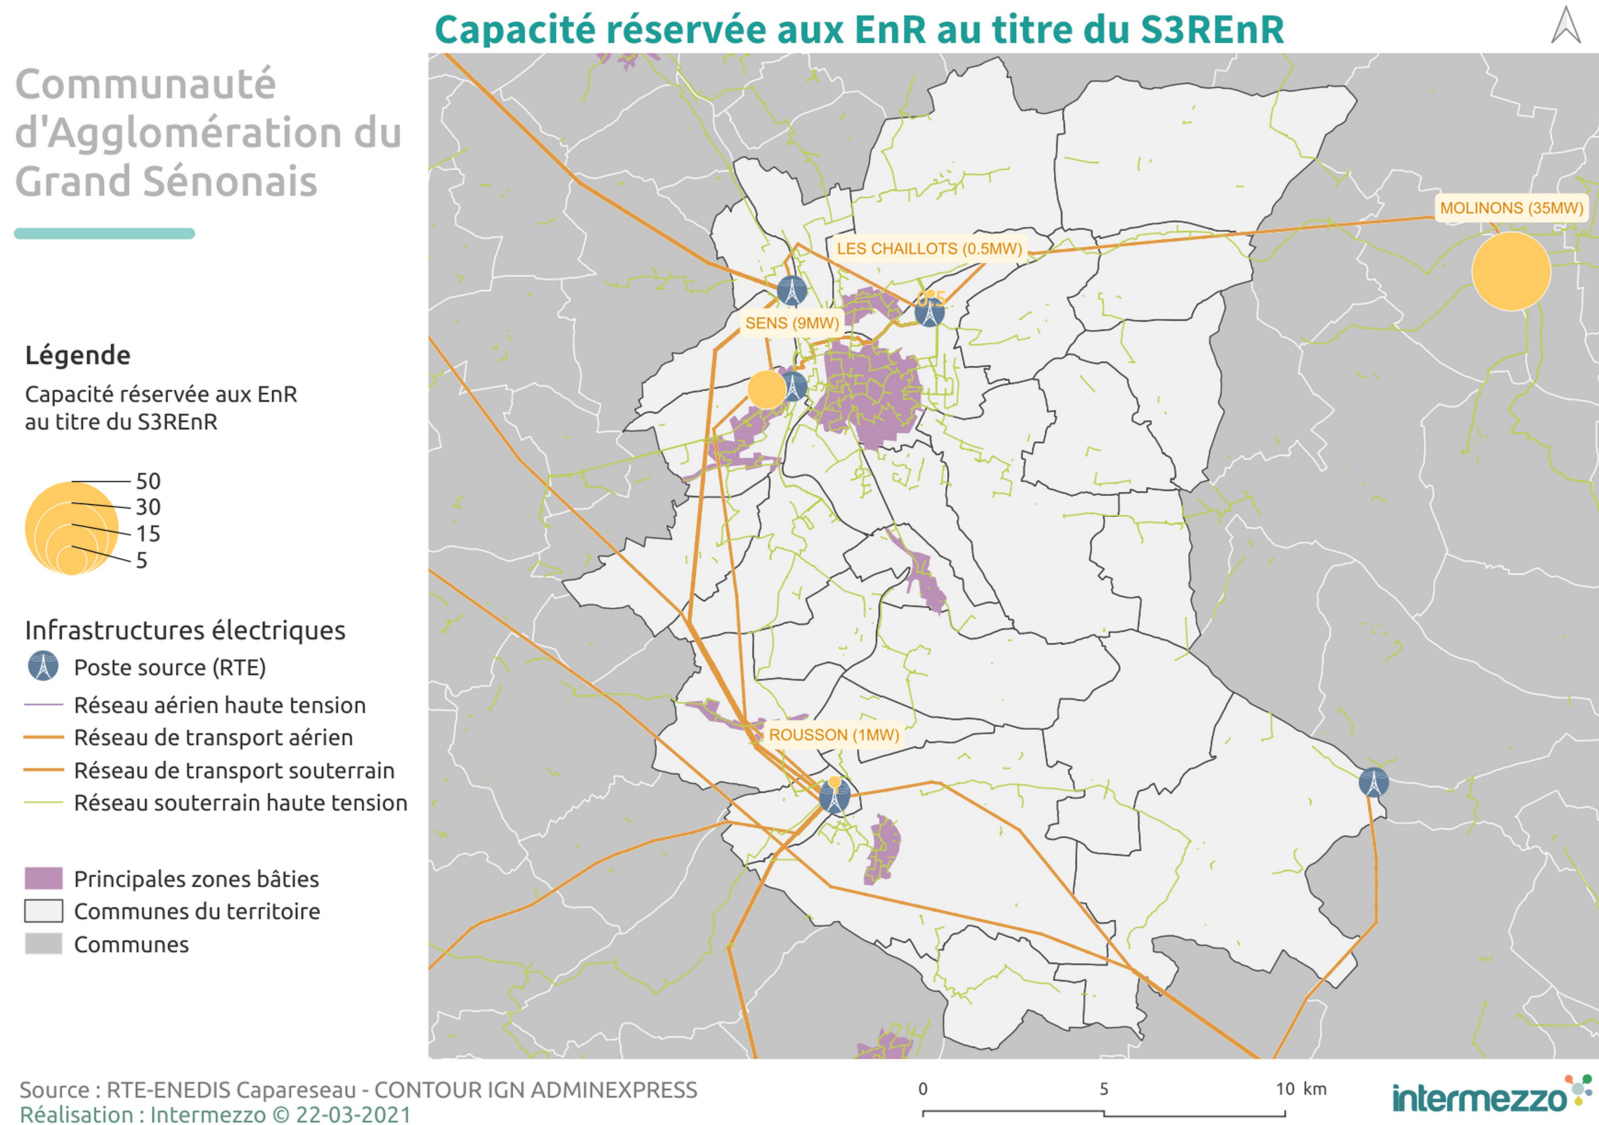 Capacité réservée aux EnR au titre du S3REnR
Communauté
d'Agglomération du
Grand Sénonais
MOLINONS (35MW)
LES CHAILLOTS (0.5MW)
0.5
SENS (9MW)
ROUSSON (1MW)
Légende
Capacité réservée aux EnR
au titre du S3REnR
50
30
15
5
Infrastructures électriques
Poste source (RTE)
Réseau aérien haute tension
Réseau de transport aérien
Réseau de transport souterrain
Réseau souterrain haute tension
Principales zones bâties
Communes du territoire
Communes
Source : RTE-ENEDIS Capareseau - CONTOUR IGN ADMINEXPRESS
Réalisation : Intermezzo © 22-03-2021
0 5 10 km
intermezzo